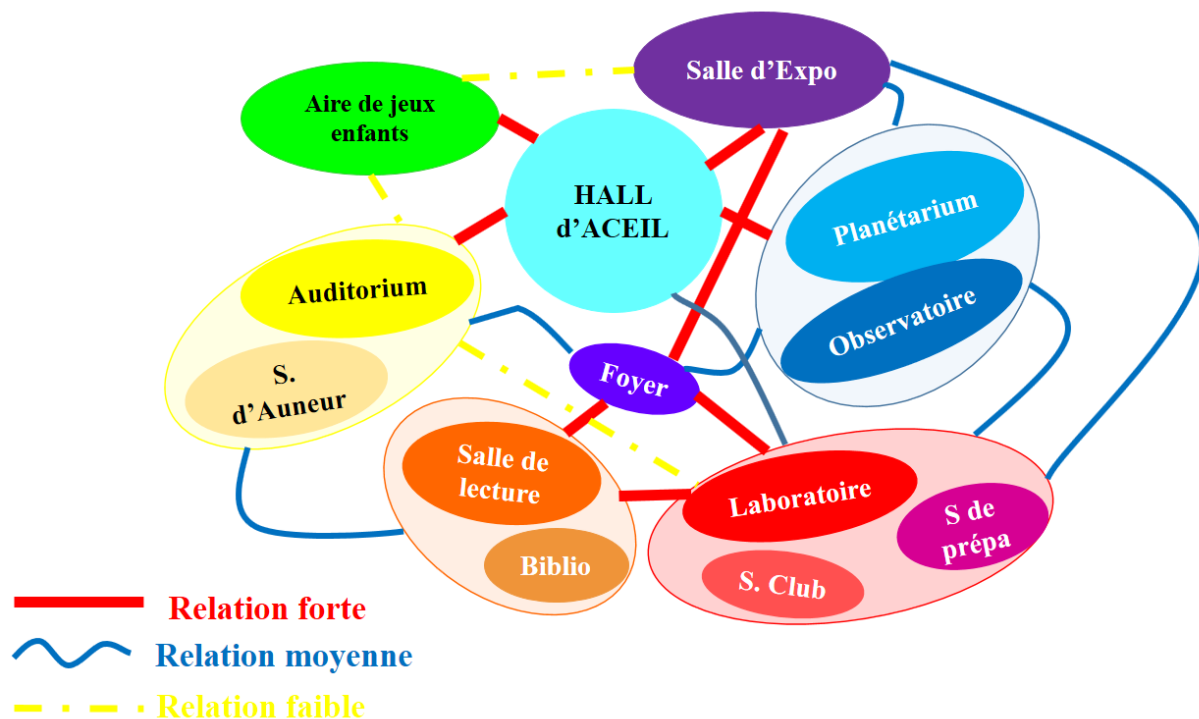 Salle d'Expo
Aire de jeux
enfants
HALL
d'ACEIL
Planétarium
Observatoire
Auditorium
S.
d'Auneur
Foyer
Salle de
lecture
Biblio
Laboratoire
S de
prépa
S. Club
Relation forte
Relation moyenne
Relation faible